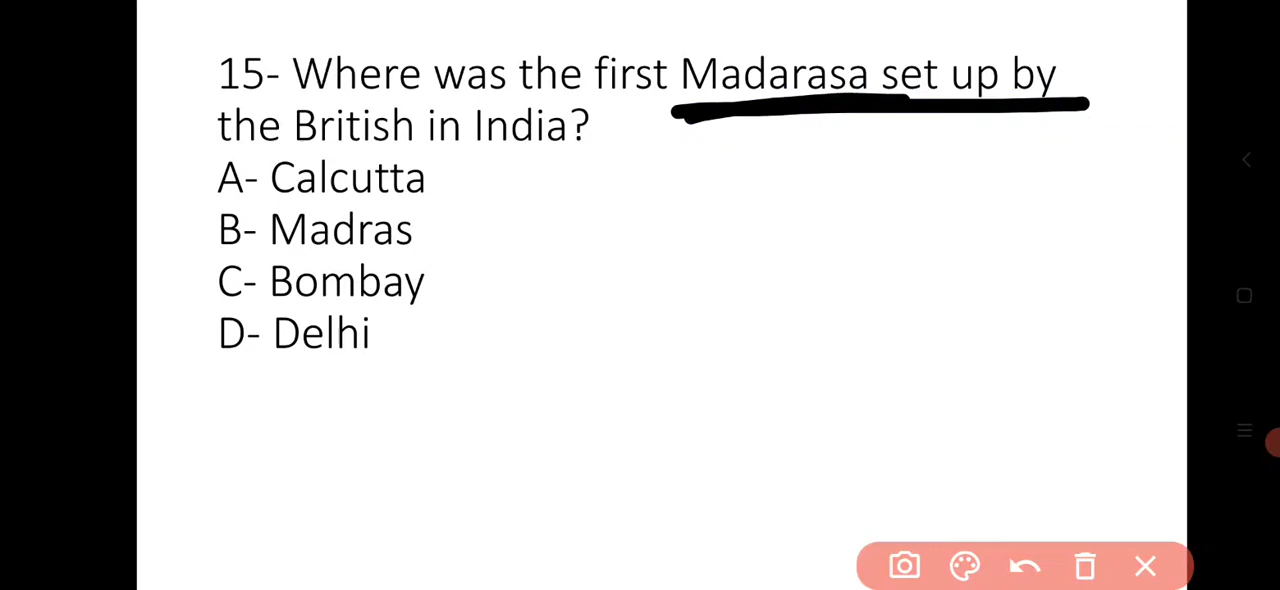 15- Where was the first Madarasa set up by
the British in India?
A- Calcutta
B- Madras
C- Bombay
D- Delhi